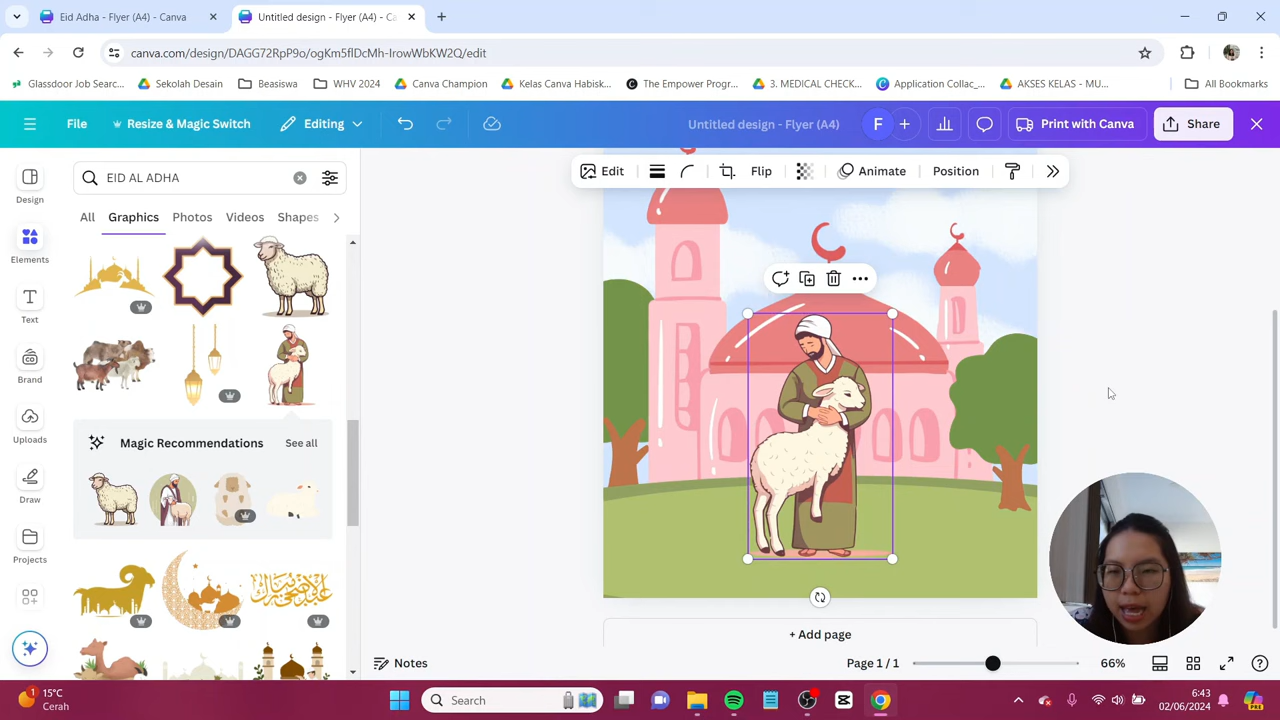 Eid Adha - Flyer (A4) - Canva
Untitled design - Flyer (A4) - Ca
canva.com/design/DAGG72RpP9o/ogKm5flDcMh-IrowWbKW2Q/edit
Glassdoor Job Searc...
Sekolah Desain
Beasiswa
WHV 2024
Canva Champion
Kelas Canva Habisk...
The Empower Progr...
3. MEDICAL CHECK...
Application Collac_...
AKSES KELAS - MU...
All Bookmarks
File
Resize & Magic Switch
Editing
Untitled design - Flyer (A4)
F
Print with Canva
Share
Design
Elements
Text
Brand
Uploads
Draw
Projects
EID AL ADHA
All
Graphics
Photos
Videos
Shapes
Edit
Flip
Animate
Position
Magic Recommendations
See all
+ Add page
Notes
Page 1 / 1
66%
15°C
Cerah
Search
6:43
02/06/2024